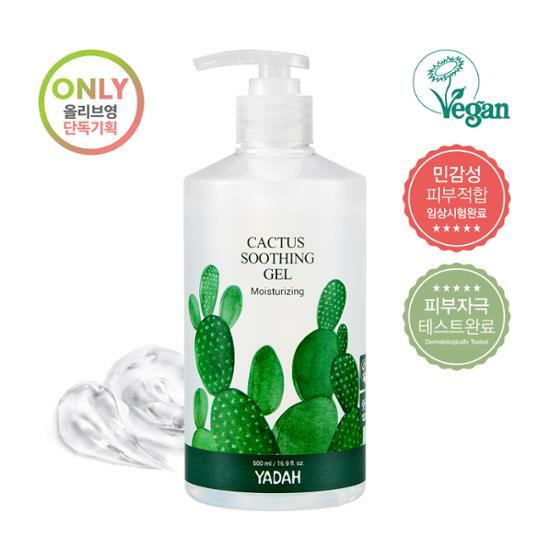 ONLY
올리브영
단독기획
Vegan
민감성
피부적합
임상시험완료
★★★★★
★★★★★
피부자극
테스트완료
Dermatologically Tested
CACTUS
SOOTHING
GEL
Moisturizing
500 ml / 16.9 fl. oz.
YADAH